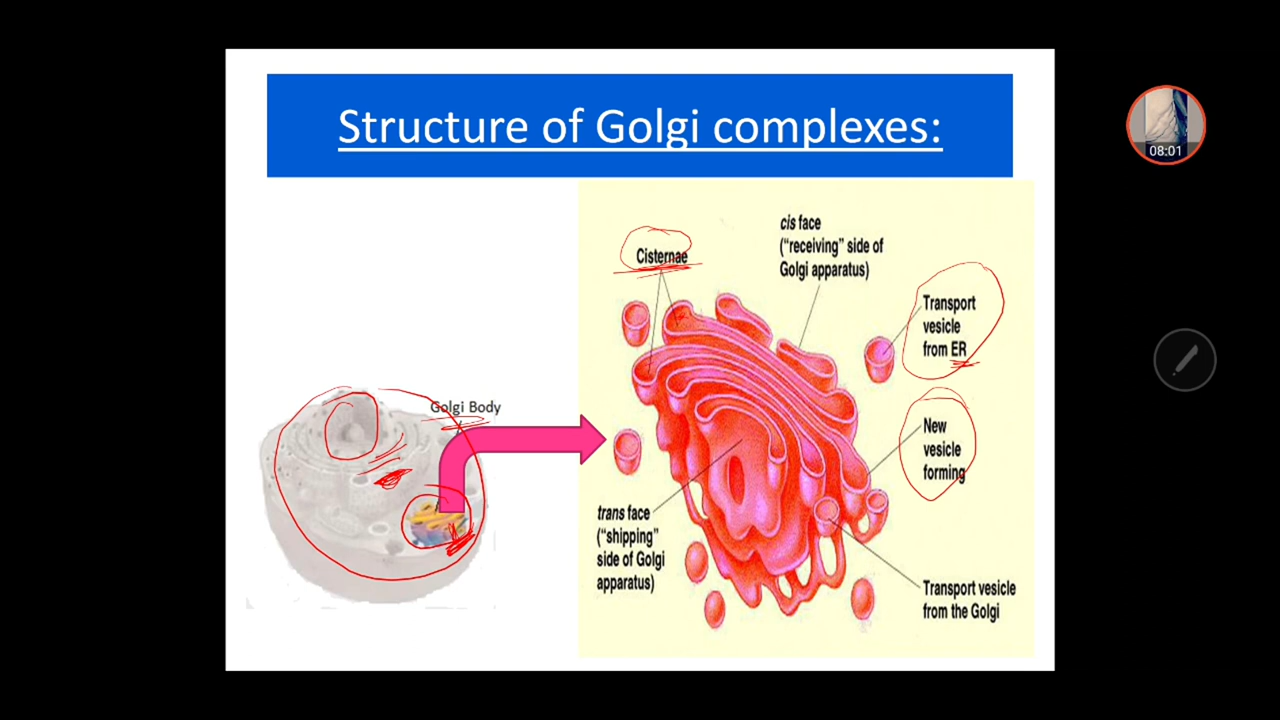 Structure of Golgi complexes:
08:01
cis face
("receiving" side of
Golgi apparatus)
Cisternae
Transport
vesicle
from ER
Golgi Body
New
vesicle
forming
trans face
("shipping"
side of Golgi
apparatus)
Transport vesicle
from the Golgi